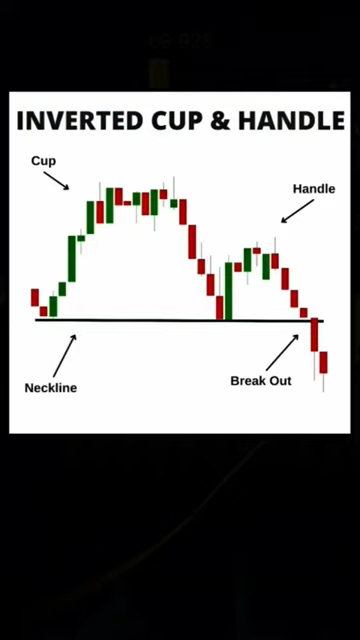 INVERTED CUP & HANDLE
Cup
Handle
Neckline
Break Out